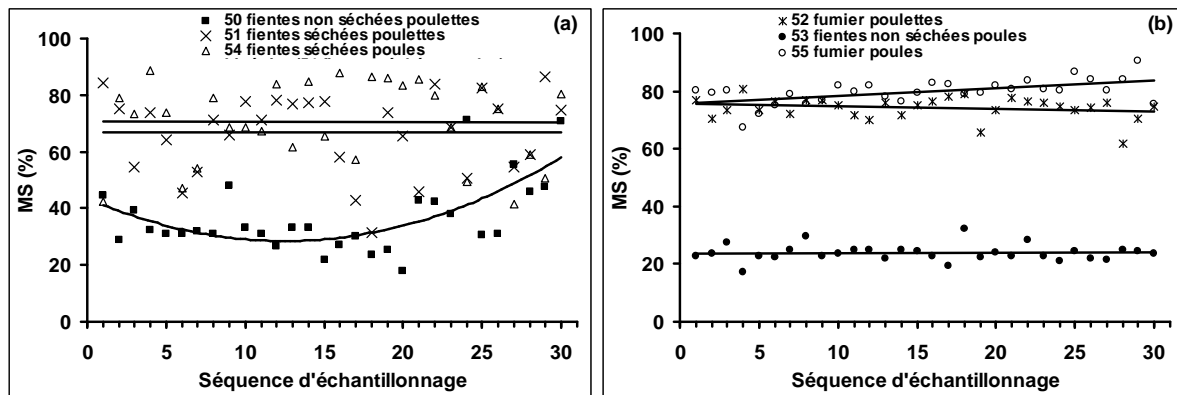 50 fientes non séchées poulettes
(a)
51 fientes séchées poulettes
54 fientes séchées poules
100
80
60
40
20
0
MS (%)
0 5 10 15 20 25 30
Séquence d'échantillonnage
52 fumier poulettes
(b)
53 fientes non séchées poules
55 fumier poules
100
80
60
40
20
0
MS (%)
0 5 10 15 20 25 30
Séquence d'échantillonnage